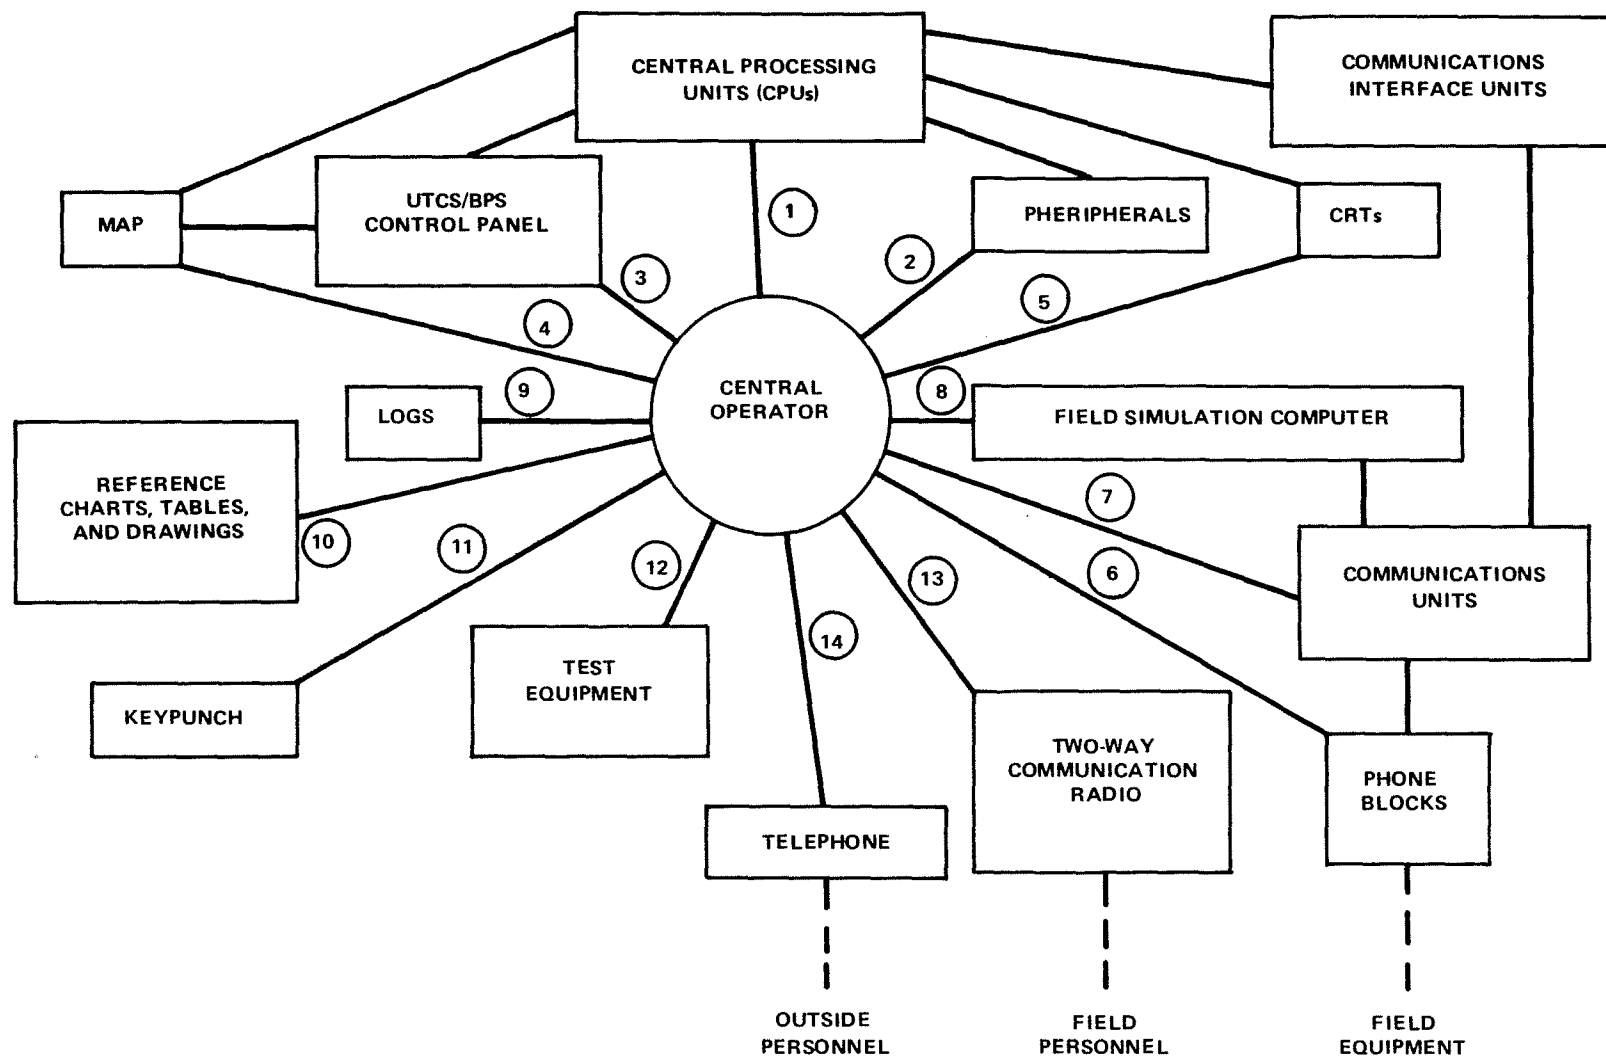 CENTRAL PROCESSING
UNITS (CPUs)
COMMUNICATIONS
INTERFACE UNITS
MAP
UTCS/BPS
CONTROL PANEL
1
PHERIPHERALS
CRTs
3
2
4
5
CENTRAL
OPERATOR
9
8
LOGS
FIELD SIMULATION COMPUTER
REFERENCE
CHARTS, TABLES,
AND DRAWINGS
10
11
12
13
7
6
COMMUNICATIONS
UNITS
14
KEYPUNCH
TEST
EQUIPMENT
TWO-WAY
COMMUNICATION
RADIO
PHONE
BLOCKS
TELEPHONE
OUTSIDE
PERSONNEL
FIELD
PERSONNEL
FIELD
EQUIPMENT